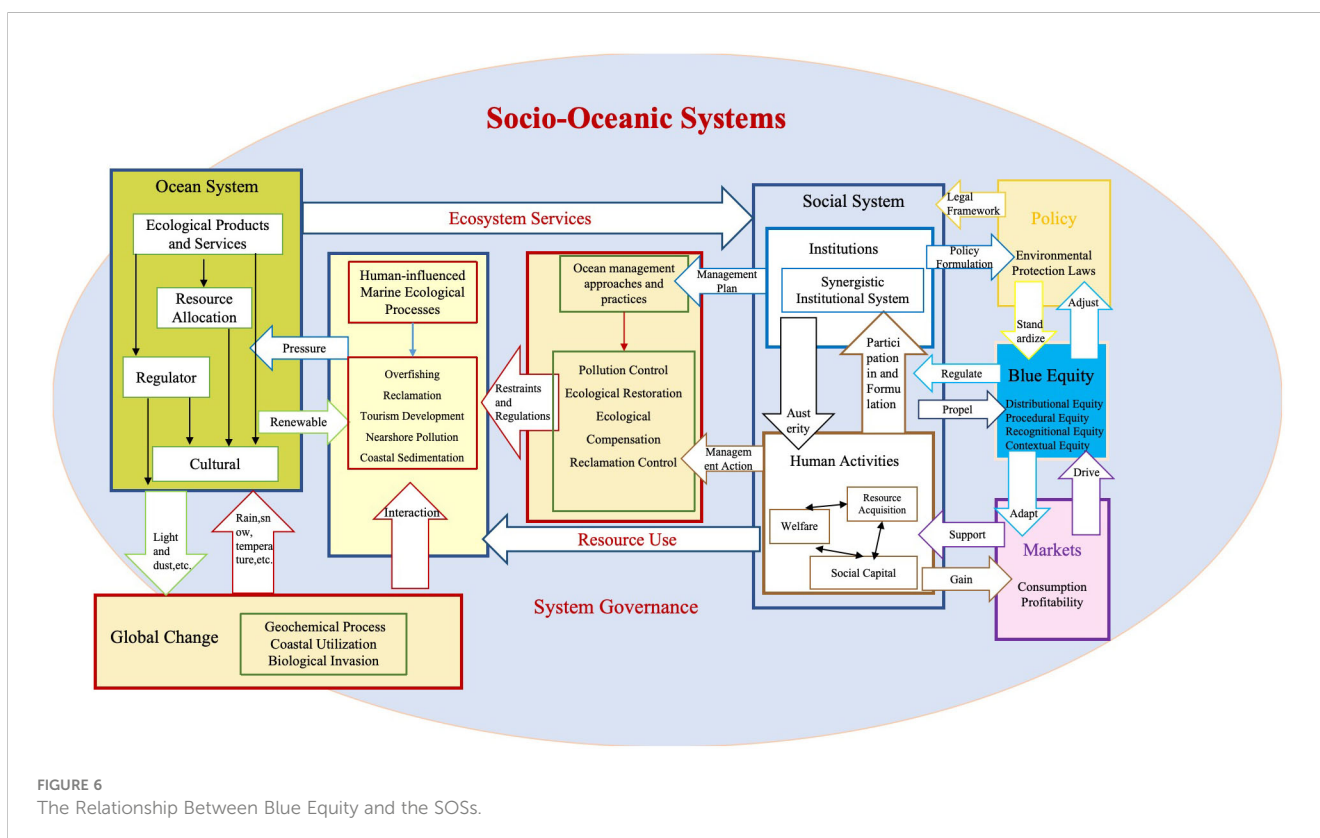 Socio-Oceanic Systems
Ocean System
Ecological Products
and Services
Resource
Allocation
Regulator
Cultural
Ecosystem Services
Human-influenced
Marine Ecological
Processes
Pressure
Renewable
Overfishing
Reclamation
Tourism Development
Nearshore Pollution
Coastal Sedimentation
Interaction
Restraints
and
Regulations
Ocean management
approaches and
practices
Pollution Control
Ecological Restoration
Ecological
Compensation
Reclamation Control
Management
Plan
Managem
ent Action
Resource Use
System Governance
Social System
Institutions
Synergistic
Institutional System
Aust
erity
Partici
pation
in and
Formu
lation
Human Activities
Resource
Acquisition
Welfare
Social Capital
Legal
Framework
Policy
Formulation
Policy
Environmental
Protection Laws
Stand
ardize
Adjust
Regulate
Propel
Blue Equity
Distributional Equity
Procedural Equity
Recognitional Equity
Contextual Equity
Adapt
Drive
Support
Gain
Markets
Consumption
Profitability
Light
and
dust,etc.
Rain,sn
ow,
tempera
ture,etc.
Global Change
Geochemical Process
Coastal Utilization
Biological Invasion
FIGURE 6
The Relationship Between Blue Equity and the SOSs.